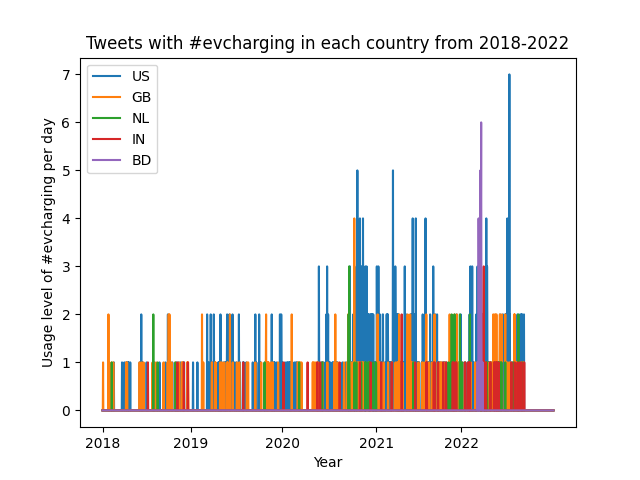 Tweets with #evcharging in each country from 2018-2022
US
GB
NL
IN
BD
Usage level of #evcharging per day
7
6
5
4
3
2
1
0
2018 2019 2020 2021 2022
Year